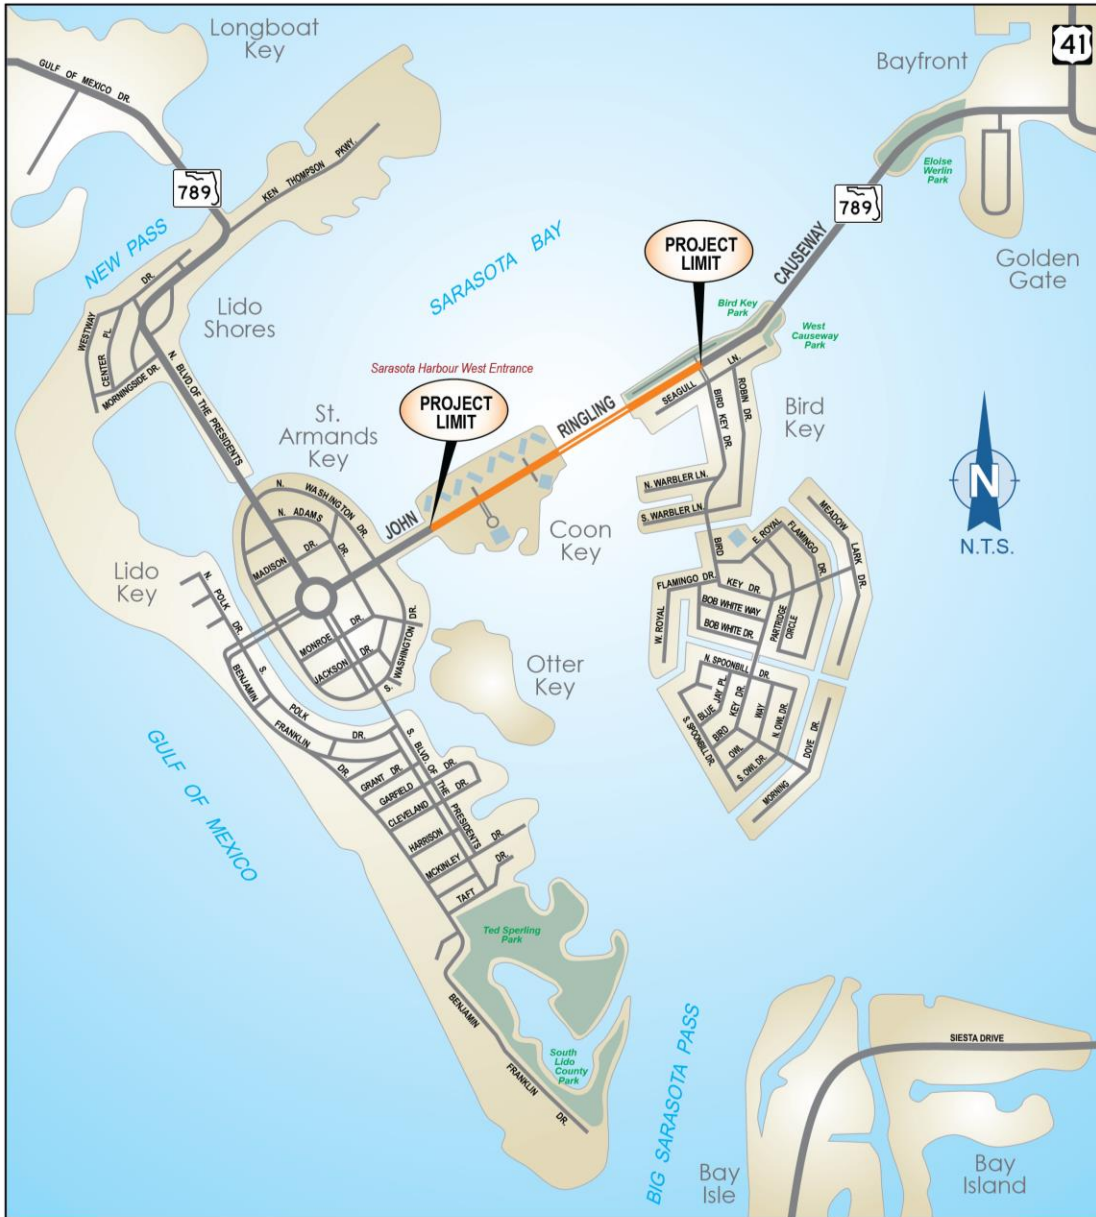 Longboat
Key
41
Bayfront
GULF OF MEXICO DR.
KEN THOMPSON PKWY.
789
Eloise
Werlin
Park
789
NEW PASS
SARASOTA BAY
PROJECT
LIMIT
CAUSEWAY
Golden
Gate
WESTWAY DR.
CENTER PL
MORNINGSIDE DR.
Lido
Shores
N. BLVD. OF THE PRESIDENTS
Bird Key
Park
West
Causeway
Park
Sarasota Harbour West Entrance
PROJECT
LIMIT
JOHN RINGLING
SEAGULL LN.
BIRD KEY DR.
ROBIN DR.
Bird
Key
St.
Armands
Key
N. WASHINGTON DR.
N. ADAMS DR.
MADISON DR.
Coon
Key
N. WARBLER LN.
S. WARBLER LN.
N
N.T.S.
MEADOW LARK DR.
E. ROYAL FLAMINGO DR.
BIRD KEY DR.
W. ROYAL FLAMINGO DR.
BOB WHITE WAY
BOB WHITE DR.
PARTRIDGE
CIRCLE
Lido
Key
N. POLK DR.
MONROE DR.
JACKSON DR.
S. WASHINGTON DR.
Otter
Key
N. SPOONBILL DR.
BLUE JAY PL.
BIRD KEY DR.
S. SPOONBILL DR.
OWL WAY
N. OWL DR.
S. OWL DR.
MORNING DOVE DR.
BENJAMIN FRANKLIN DR.
S. POLK DR.
S. BLVD. OF THE PRESIDENTS
GULF OF MEXICO
GRANT DR.
GARFIELD DR.
CLEVELAND DR.
HARRISON
MCKINLEY DR.
TAFT DR.
Ted Sperling
Park
BENJAMIN FRANKLIN DR.
South
Lido
County
Park
BIG SARASOTA PASS
SIESTA DRIVE
Bay
Isle
Bay
Island